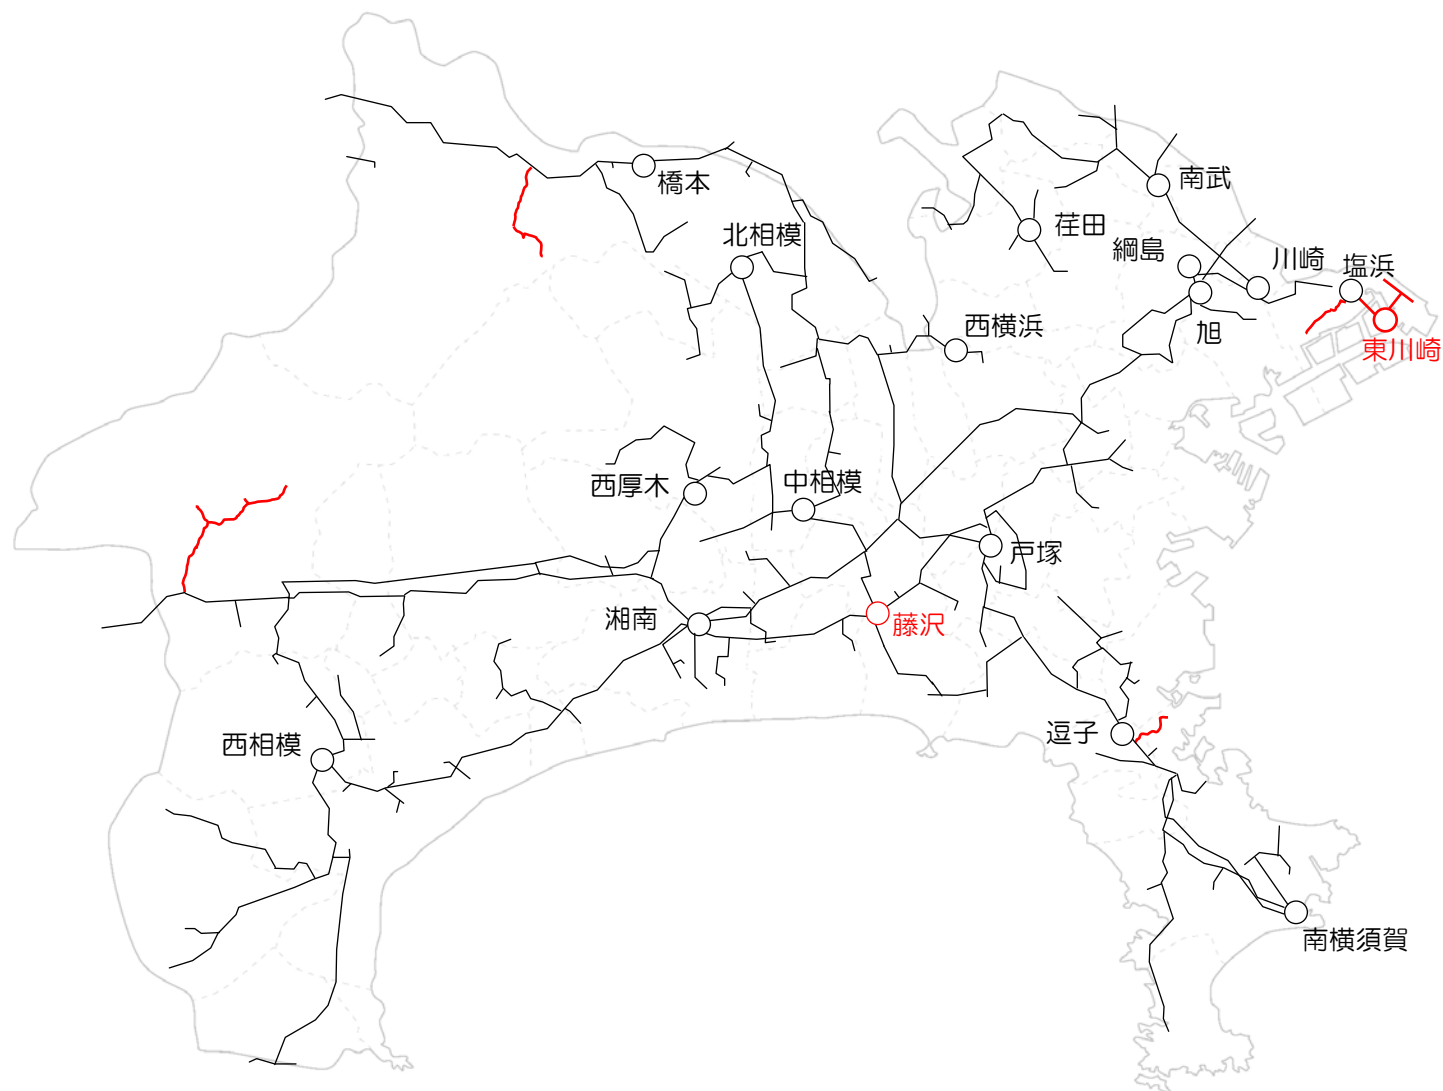 南武
橋本
荏田
北相模
綱島
川崎
塩浜
西横浜
旭
東川崎
西厚木
中相模
戸塚
湘南
藤沢
逗子
西相模
南横須賀